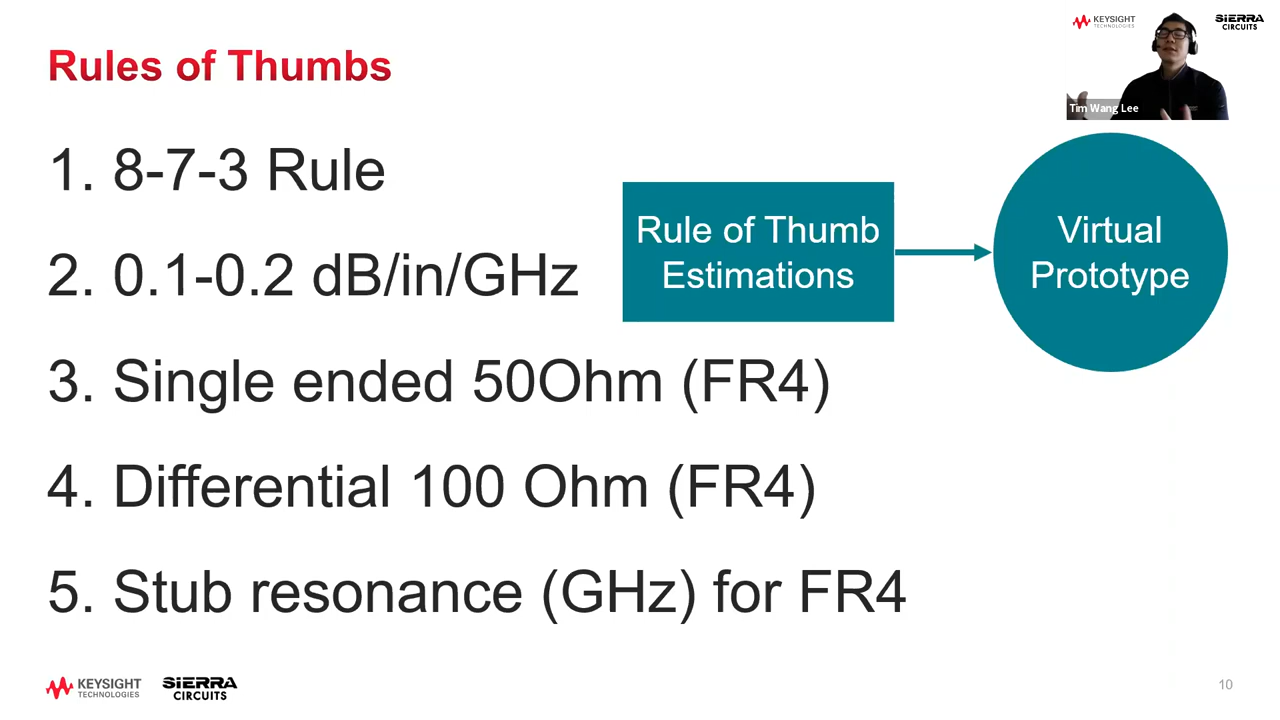 Rules of Thumbs
KEYSIGHT
TECHNOLOGIES
SIERRA
CIRCUITS
Tim Wang Lee
1. 8-7-3 Rule
2. 0.1-0.2 dB/in/GHz
3. Single ended 50Ohm (FR4)
4. Differential 100 Ohm (FR4)
5. Stub resonance (GHz) for FR4
Rule of Thumb
Estimations
Virtual
Prototype
KEYSIGHT
TECHNOLOGIES
SIERRA
CIRCUITS
10